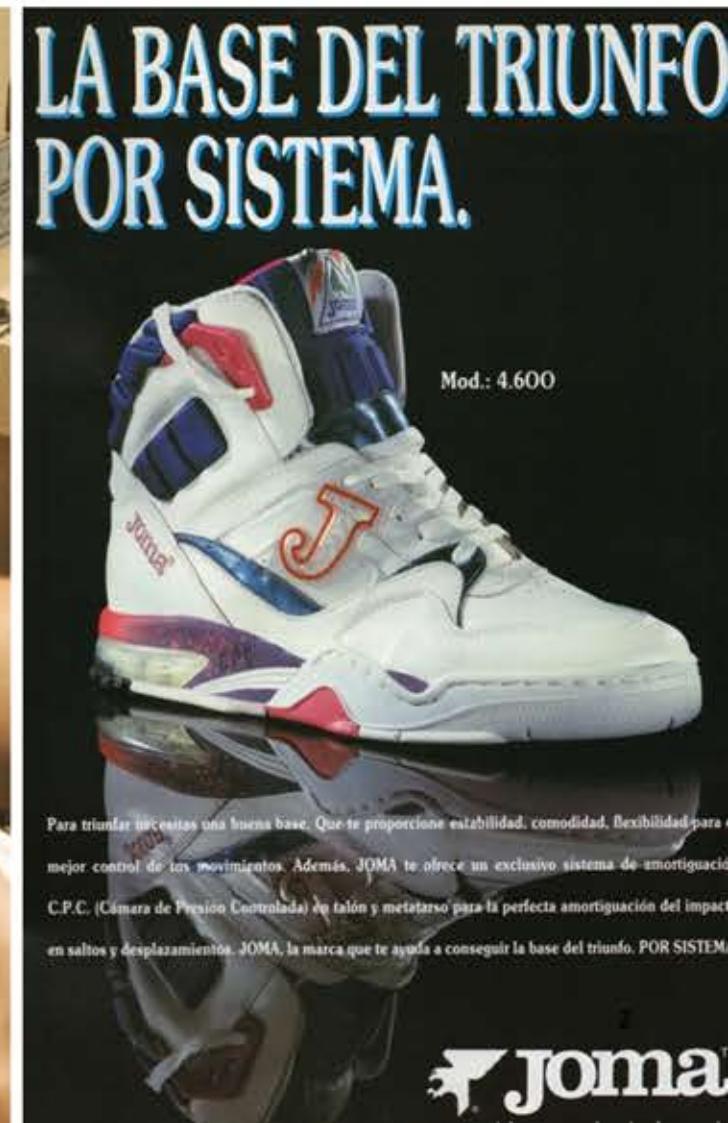 LA BASE DEL TRIUNFO
POR SISTEMA.
Joma
Mod.: 4.600
J
Joma®
Para triunfar necesitas una buena base. Que te proporcione estabilidad, comodidad, flexibilidad para
mejor control de tus movimientos. Además, JOMA te ofrece un exclusivo sistema de amortiguació
C.P.C. (Cámara de Presión Controlada) en talón y metatarso para la perfecta amortiguación del impact
en saltos y desplazamientos. JOMA, la marca que te ayuda a conseguir la base del triunfo. POR SISTEMA
Joma